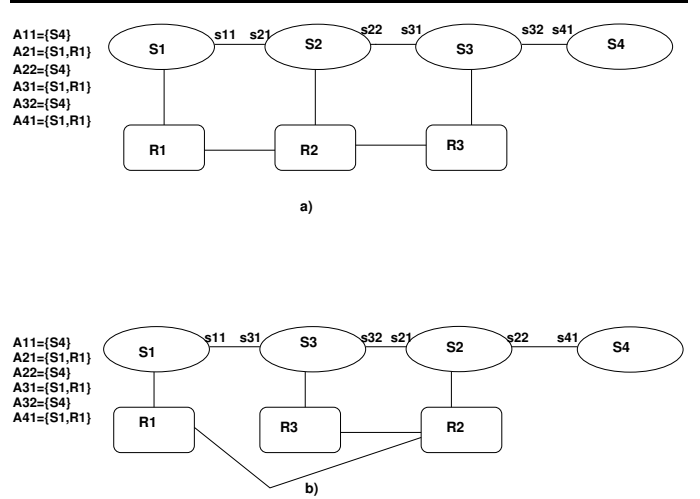 A11={S4}
A21={S1,R1}
A22={S4}
A31={S1,R1}
A32={S4}
A41={S1,R1}
S1 s11 s21 S2 s22 s31 S3 s32 s41 S4
R1 R2 R3
a)
A11={S4}
A21={S1,R1}
A22={S4}
A31={S1,R1}
A32={S4}
A41={S1,R1}
S1 s11 s31 S3 s32 s21 S2 s22 s41 S4
R1 R3 R2
b)